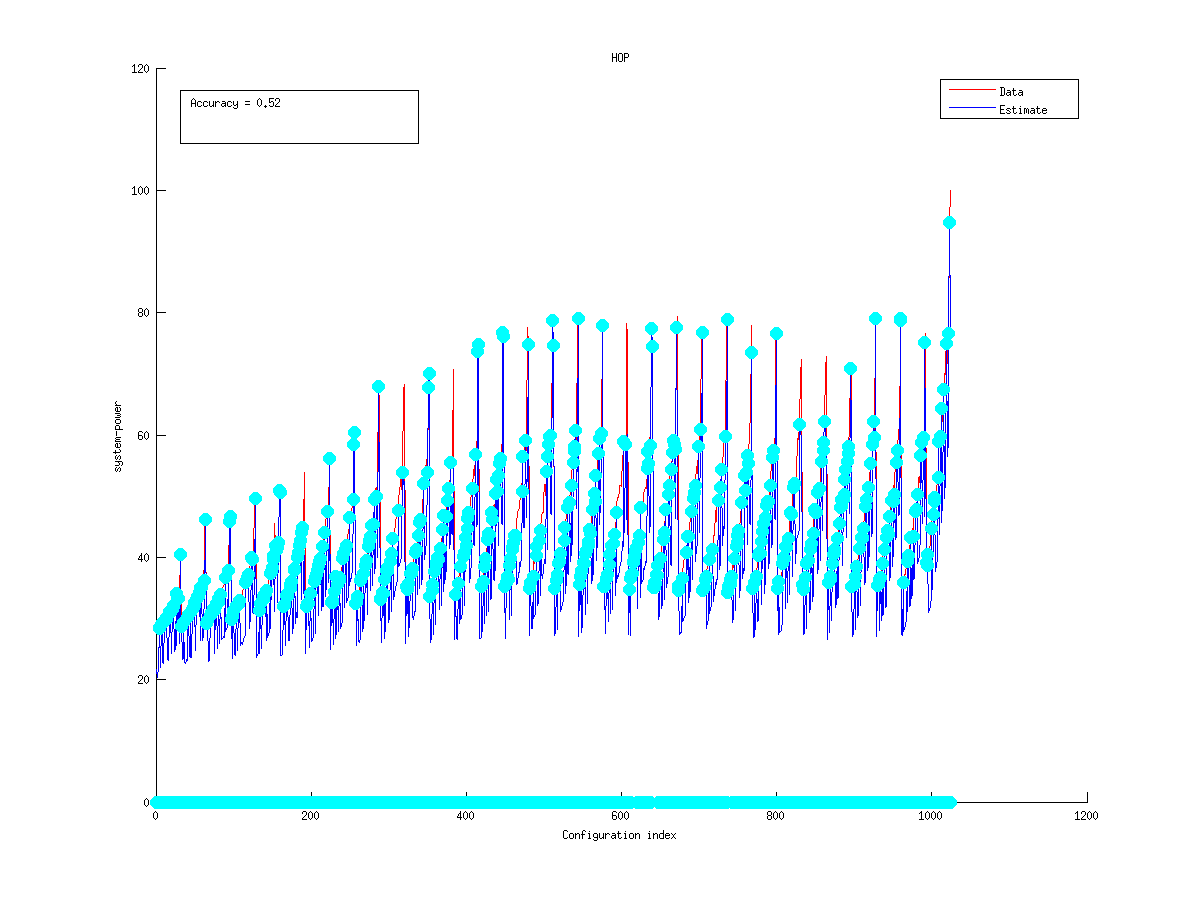 HOP
120
Accuracy = 0.52
Data
Estimate
100
80
60
system-power
40
20
0
0 200 400 600 800 1000 1200
Configuration index